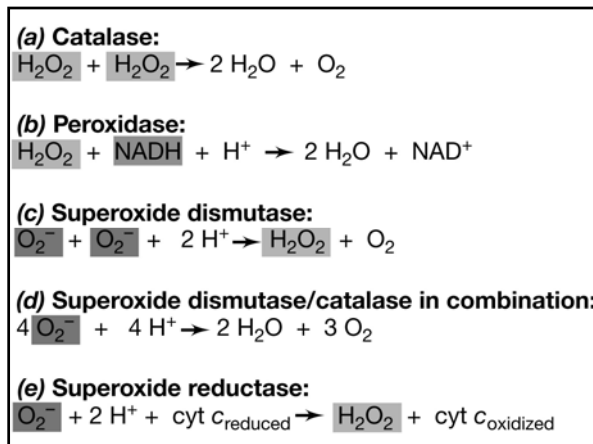 (a) Catalase:
H₂O₂ + H₂O₂ → 2 H₂O + O₂
(b) Peroxidase:
H₂O₂ + NADH + H⁺ → 2 H₂O + NAD⁺
(c) Superoxide dismutase:
O₂⁻ + O₂⁻ + 2 H⁺ → H₂O₂ + O₂
(d) Superoxide dismutase/catalase in combination:
4 O₂⁻ + 4 H⁺ → 2 H₂O + 3 O₂
(e) Superoxide reductase:
O₂⁻ + 2 H⁺ + cyt c reduced → H₂O₂ + cyt c oxidized